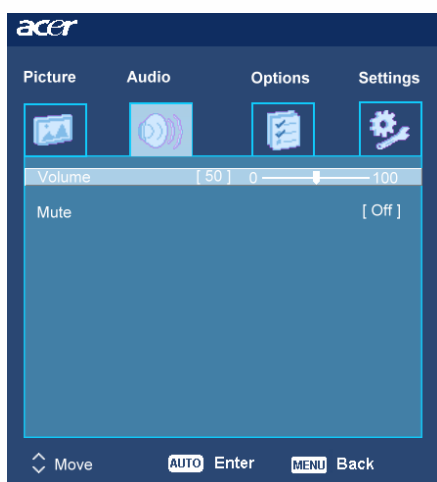 acer
Picture Audio Options Settings
Volume [ 50 ] 0 100
Mute [ Off ]
Move AUTO Enter MENU Back